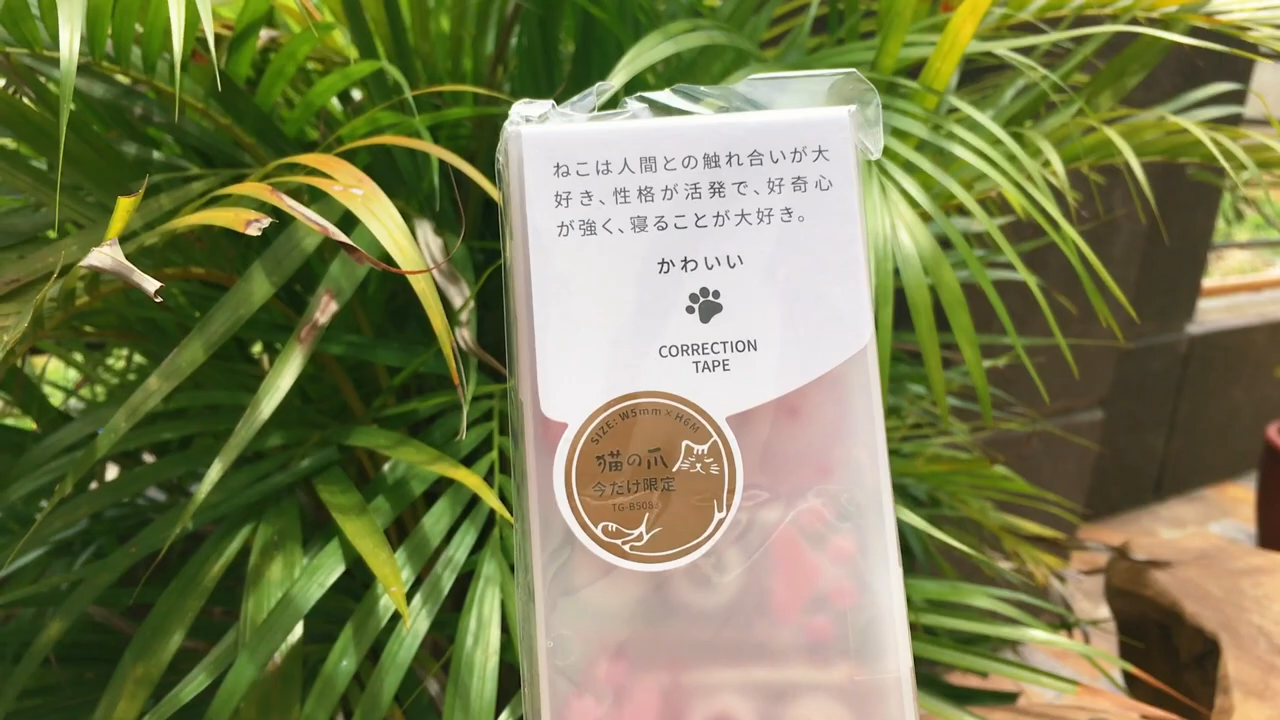 ねこは人間との触れ合いが大
好き、性格が活発で、好奇心
が強く、寝ることが大好き。
かわいい
CORRECTION
TAPE
SIZE: W5mm×H6M
猫の爪
今だけ限定
TG-B5083